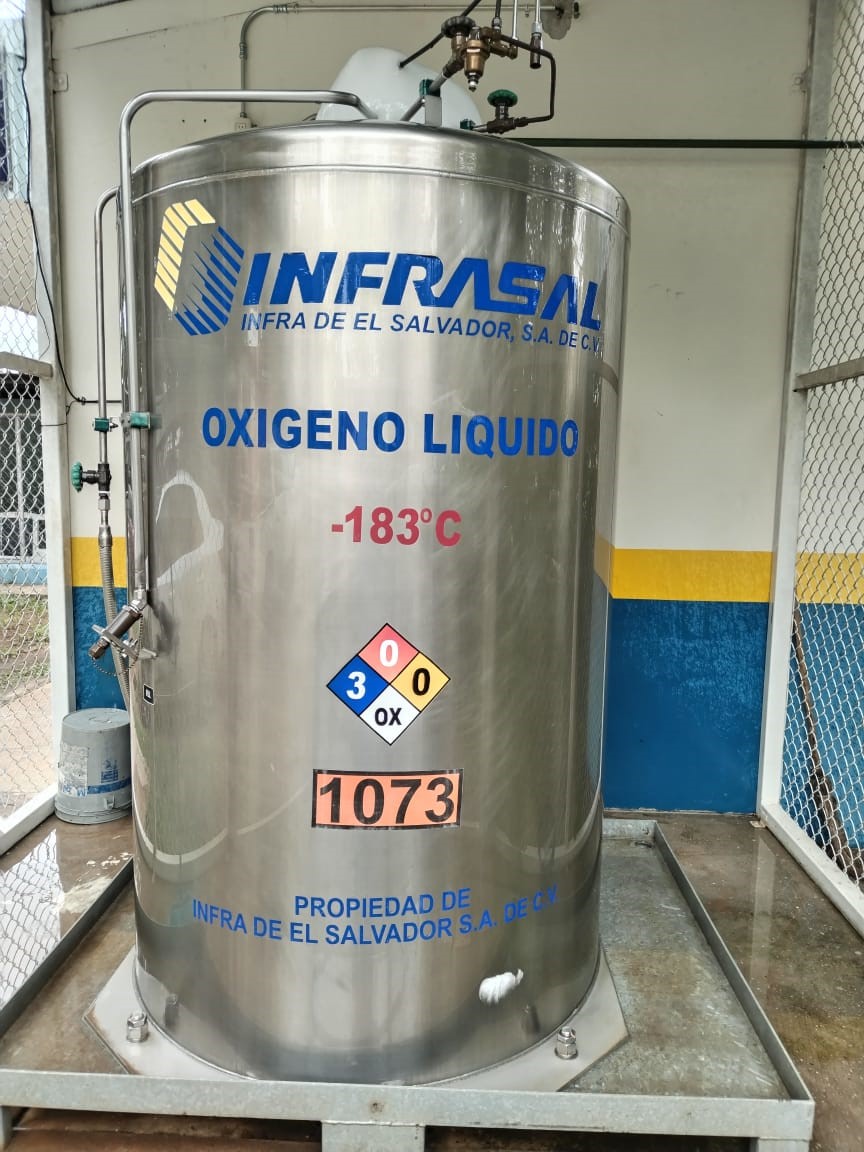 INFRASAL
INFRA DE EL SALVADOR, S.A. DE C.V.
OXIGENO LIQUIDO
-183°C
0
3 0
OX
1073
PROPIEDAD DE
INFRA DE EL SALVADOR S.A. DE C.V.